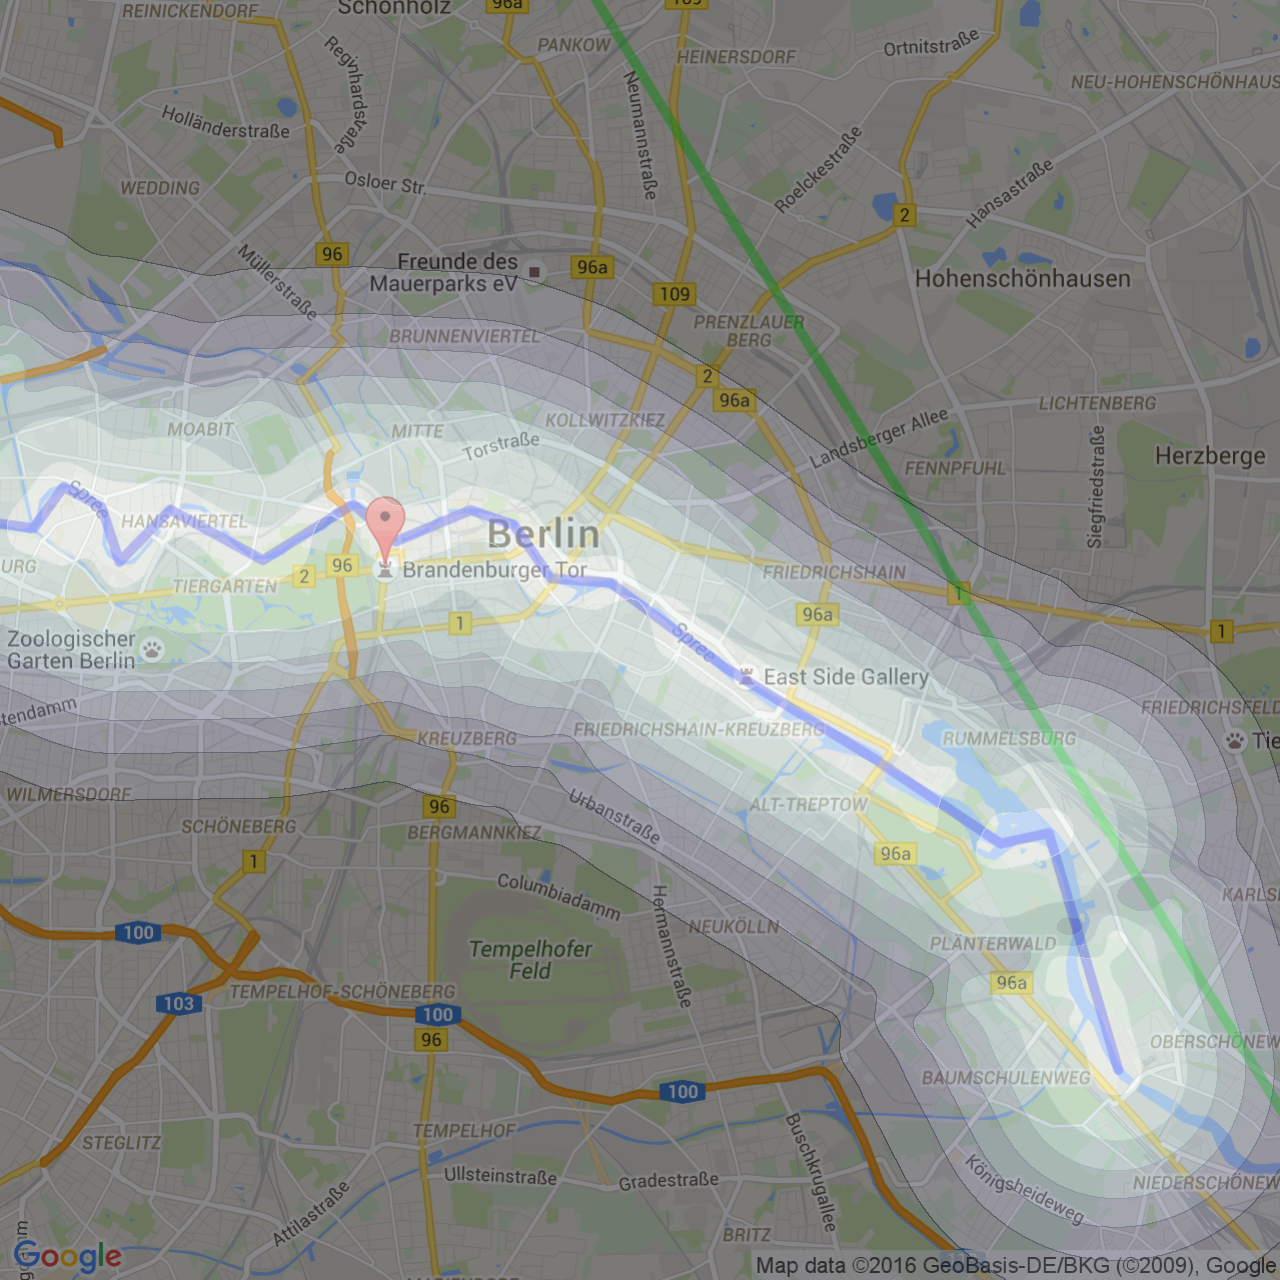 REINICKENDORF
Schönholz
96a
109
PANKOW
HEINERSDORF
Ortnitstraße
NEU-HOHENSCHÖNHAUS
Holländerstraße
Neumannstraße
Roelckestraße
Hansastraße
WEDDING
Osloer Str.
2
96
Müllerstraße
Freunde des
Mauerparks eV
96a
109
Hohenschönhausen
BRUNNENVIERTEL
PRENZLAUER
BERG
2
96a
KOLLWITZKIEZ
LICHTENBERG
MOABIT
MITTE
Torstraße
Landsberger Allee
Herzberge
FENNPFUHL
Siegfriedstraße
Spree
HANSAVIERTEL
Berlin
BURG
96
2
TIERGARTEN
Brandenburger Tor
FRIEDRICHSHAIN
1
96a
1
1
Zoologischer
Garten Berlin
Spree
East Side Gallery
FRIEDRICHSFELD
KREUZBERG
FRIEDRICHSHAIN-KREUZBERG
RUMMELSBURG
Tie
WILMERSDORF
96
ALT-TREPTOW
SCHÖNEBERG
BERGMANNKIEZ
Urbanstraße
1
96a
Columbiadamm
Hermannstraße
KARLS
100
NEUKÖLLN
PLÄNTERWALD
Tempelhofer
Feld
96a
103
TEMPELHOF-SCHÖNEBERG
100
96
OBERSCHÖNEW
BAUMSCHULENWEG
100
STEGLITZ
TEMPELHOF
Buschkrugallee
Ullsteinstraße
Gradestraße
Königsheideweg
NIEDERSCHÖNEW
Attilastraße
BRITZ
Google
Map data ©2016 GeoBasis-DE/BKG (©2009), Google